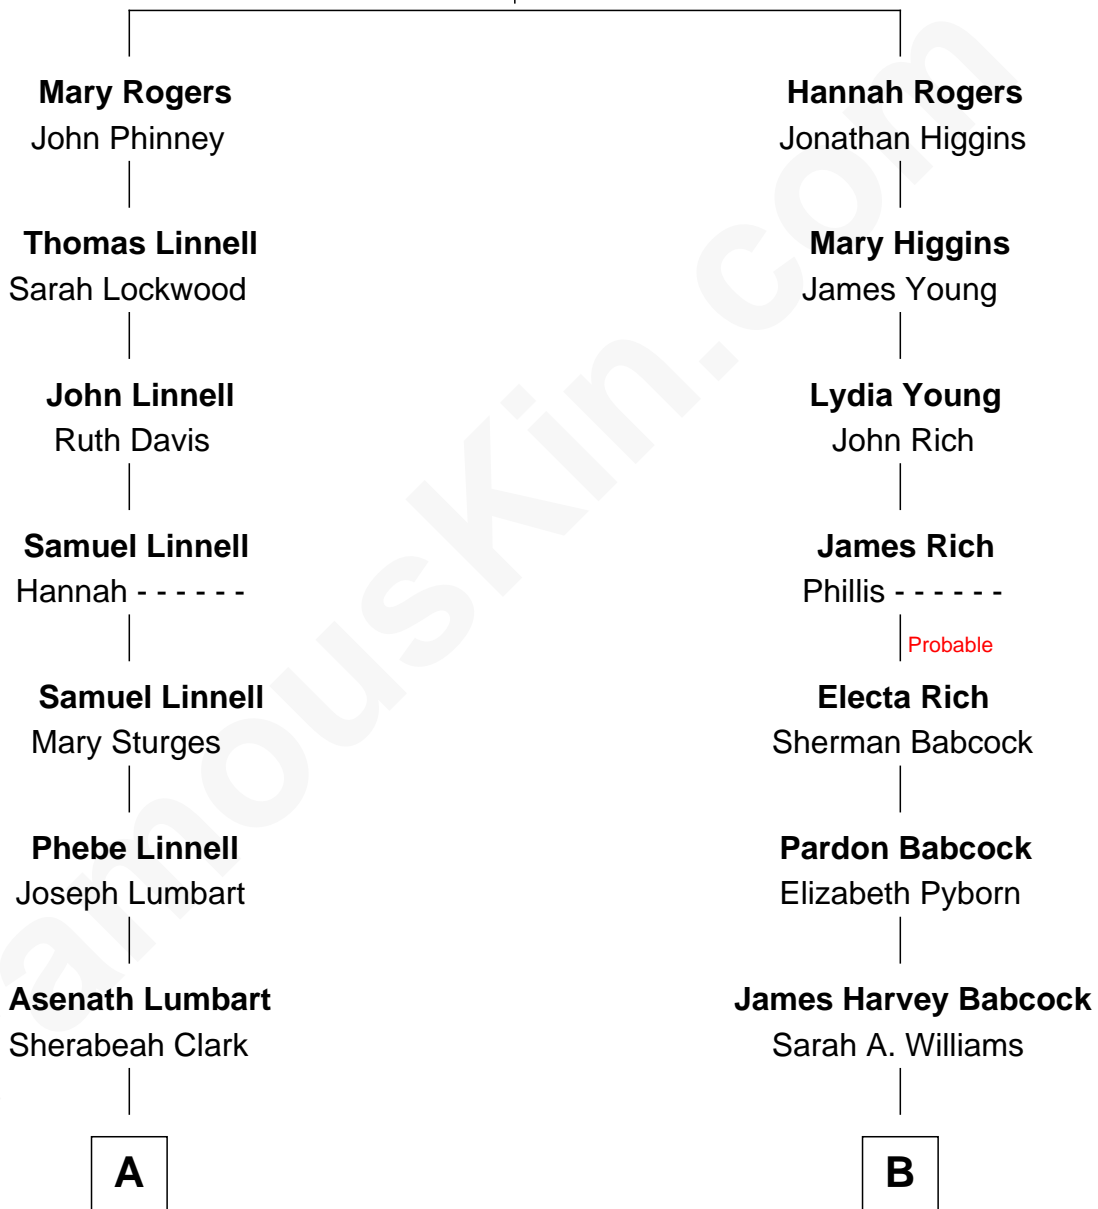 Mary Rogers
John Phinney
Thomas Linnell
Sarah Lockwood
John Linnell
Ruth Davis
Samuel Linnell
Hannah - - - - - -
Samuel Linnell
Mary Sturges
Phebe Linnell
Joseph Lumbart
Asenath Lumbart
Sherabeah Clark
A
Hannah Rogers
Jonathan Higgins
Mary Higgins
James Young
Lydia Young
John Rich
James Rich
Phillis - - - - - -
Probable
Electa Rich
Sherman Babcock
Pardon Babcock
Elizabeth Pyborn
James Harvey Babcock
Sarah A. Williams
B
amousKin.com